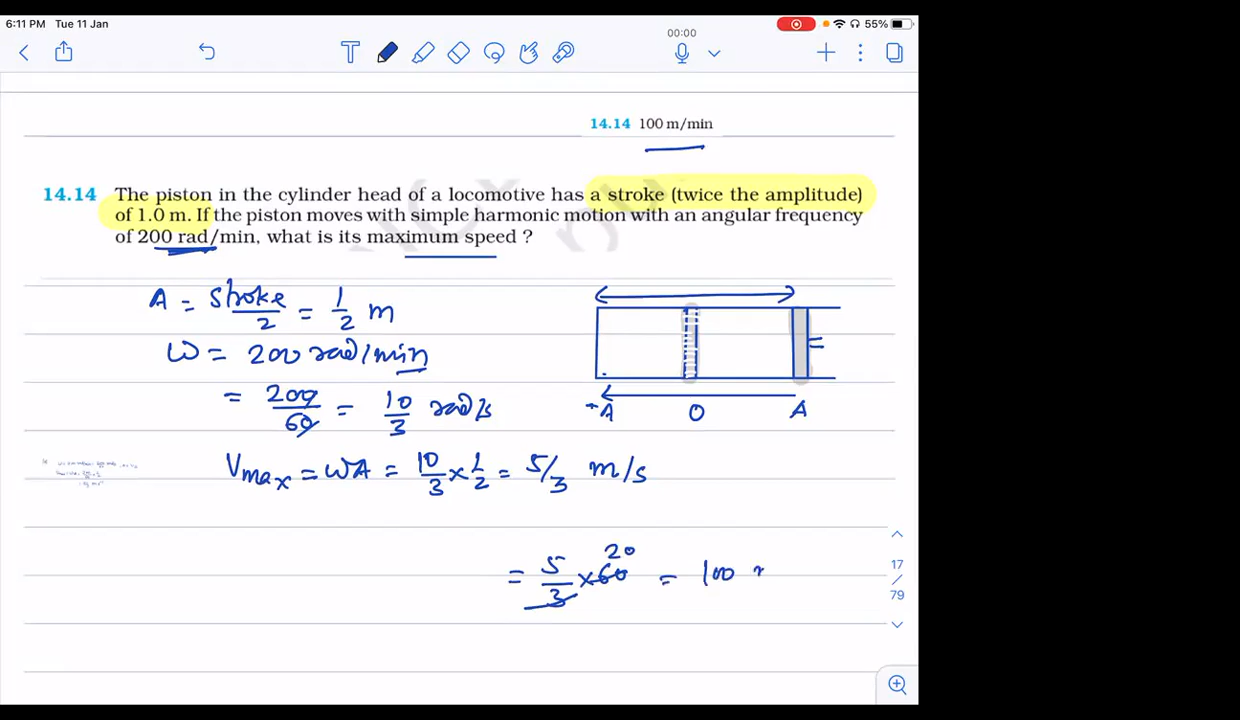 6:11 PM Tue 11 Jan
55%
00:00
T
14.14 100 m/min
14.14 The piston in the cylinder head of a locomotive has a stroke (twice the amplitude)
of 1.0 m. If the piston moves with simple harmonic motion with an angular frequency
of 200 rad/min, what is its maximum speed ?
A = Stroke/2 = 1/2 m
ω = 200 rad/min
= 200/60 = 10/3 rad/s
-A O A
Vmax = ωA = 10/3 × 1/2 = 5/3 m/s
20
= 5/3 × 60 = 100
17
/
79